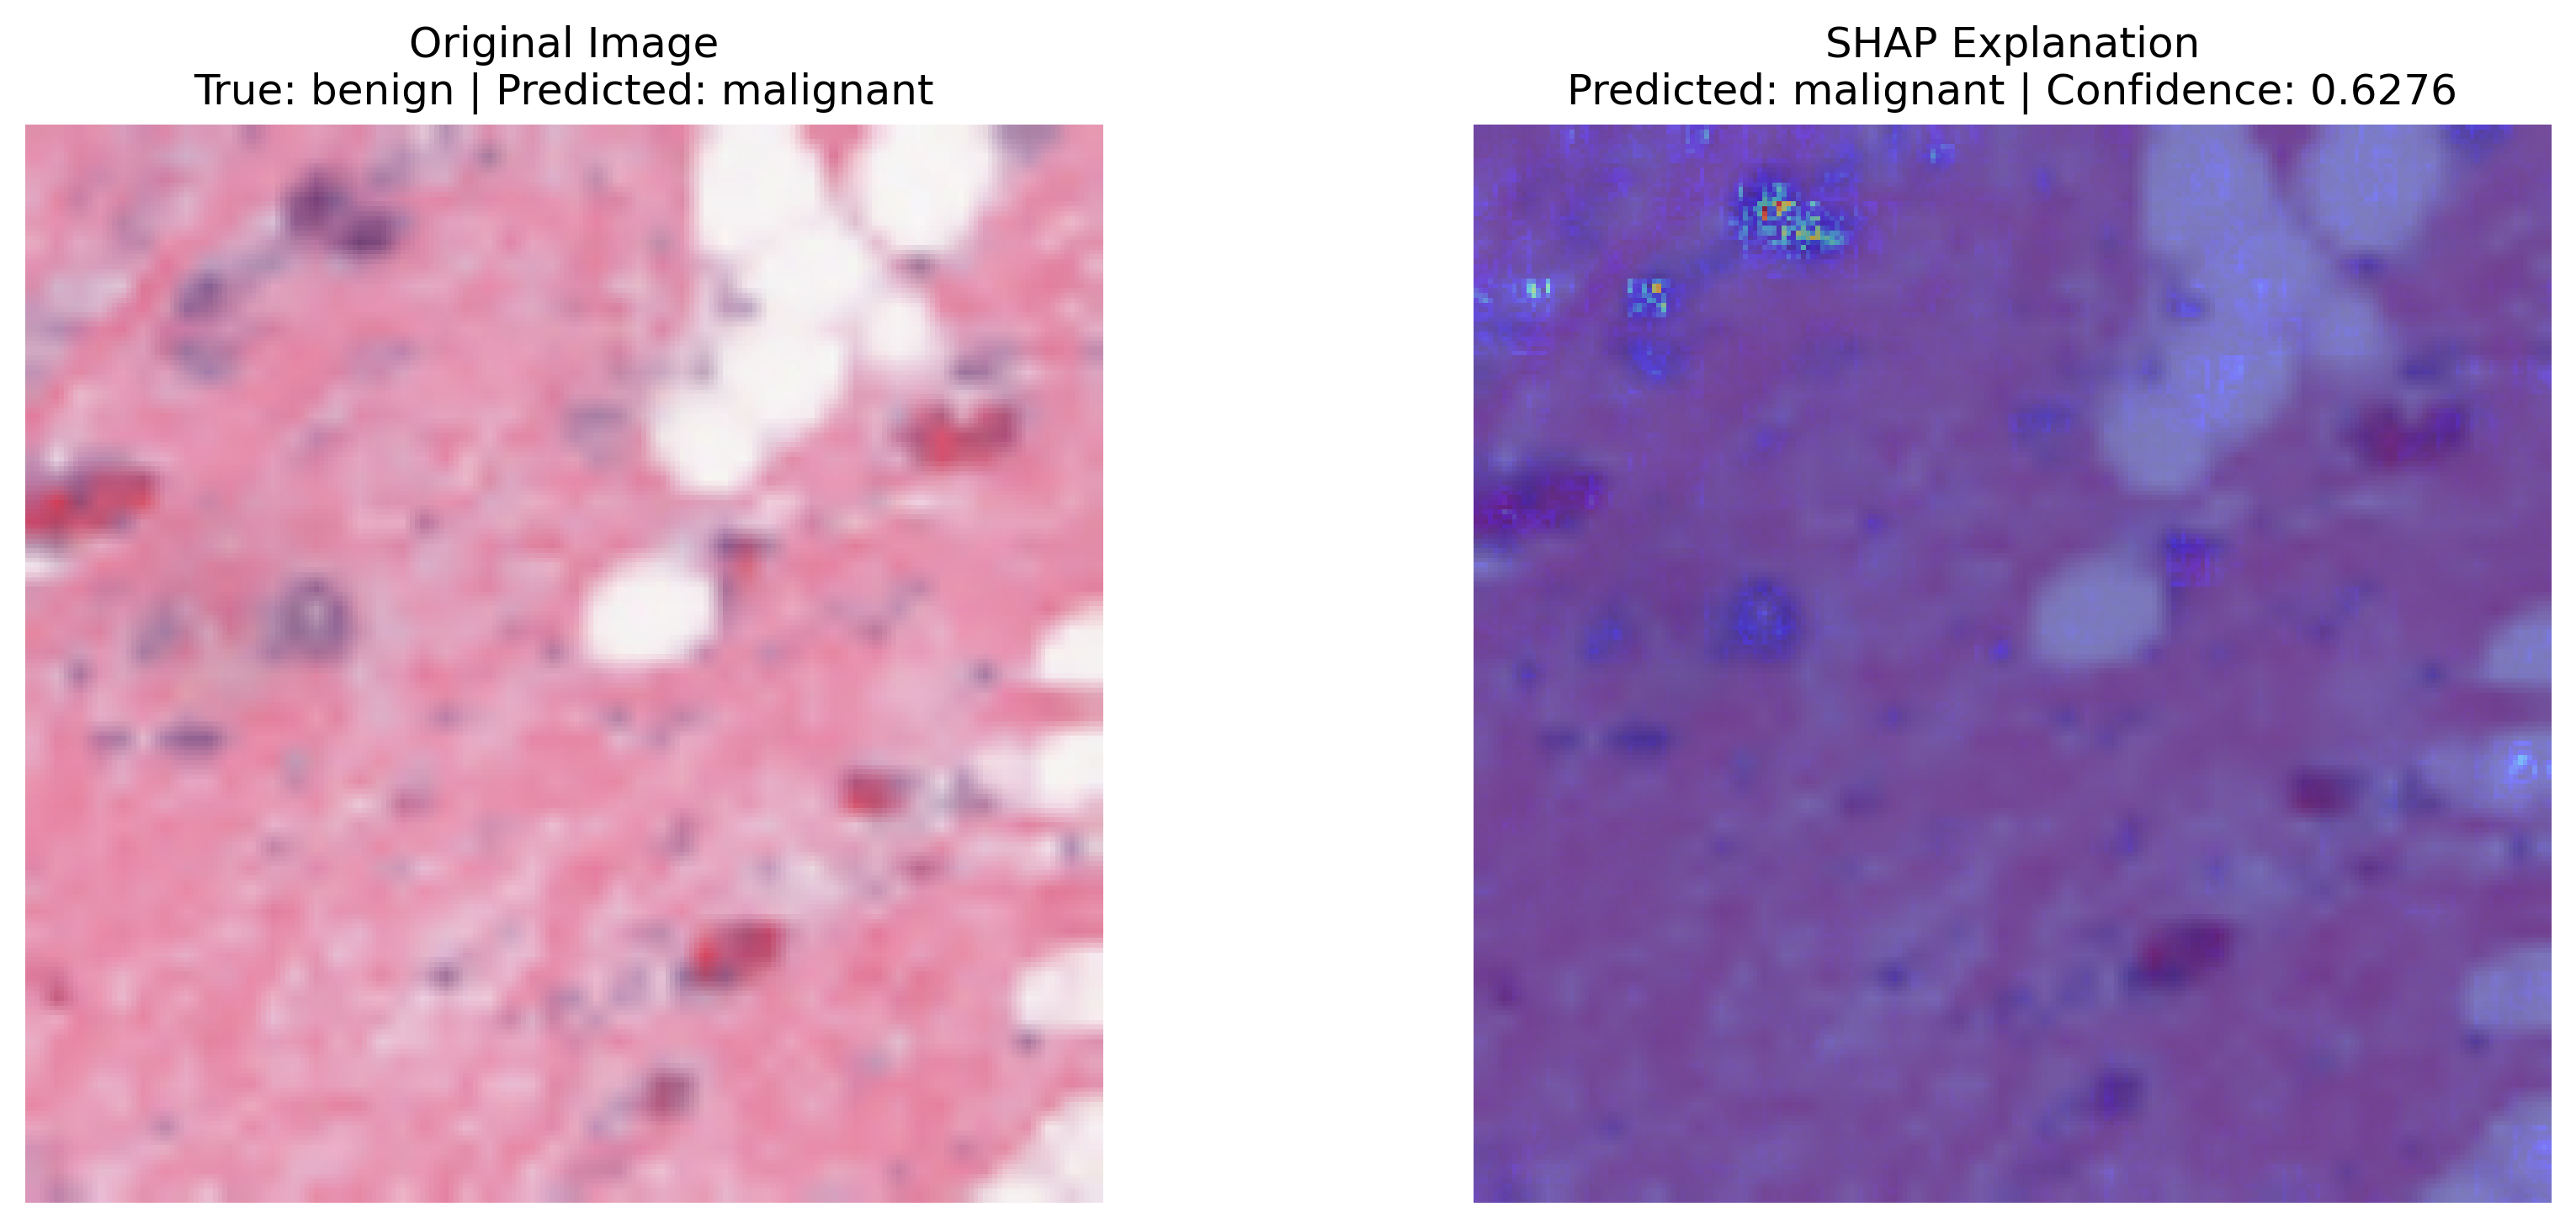 Original Image
True: benign | Predicted: malignant
SHAP Explanation
Predicted: malignant | Confidence: 0.6276